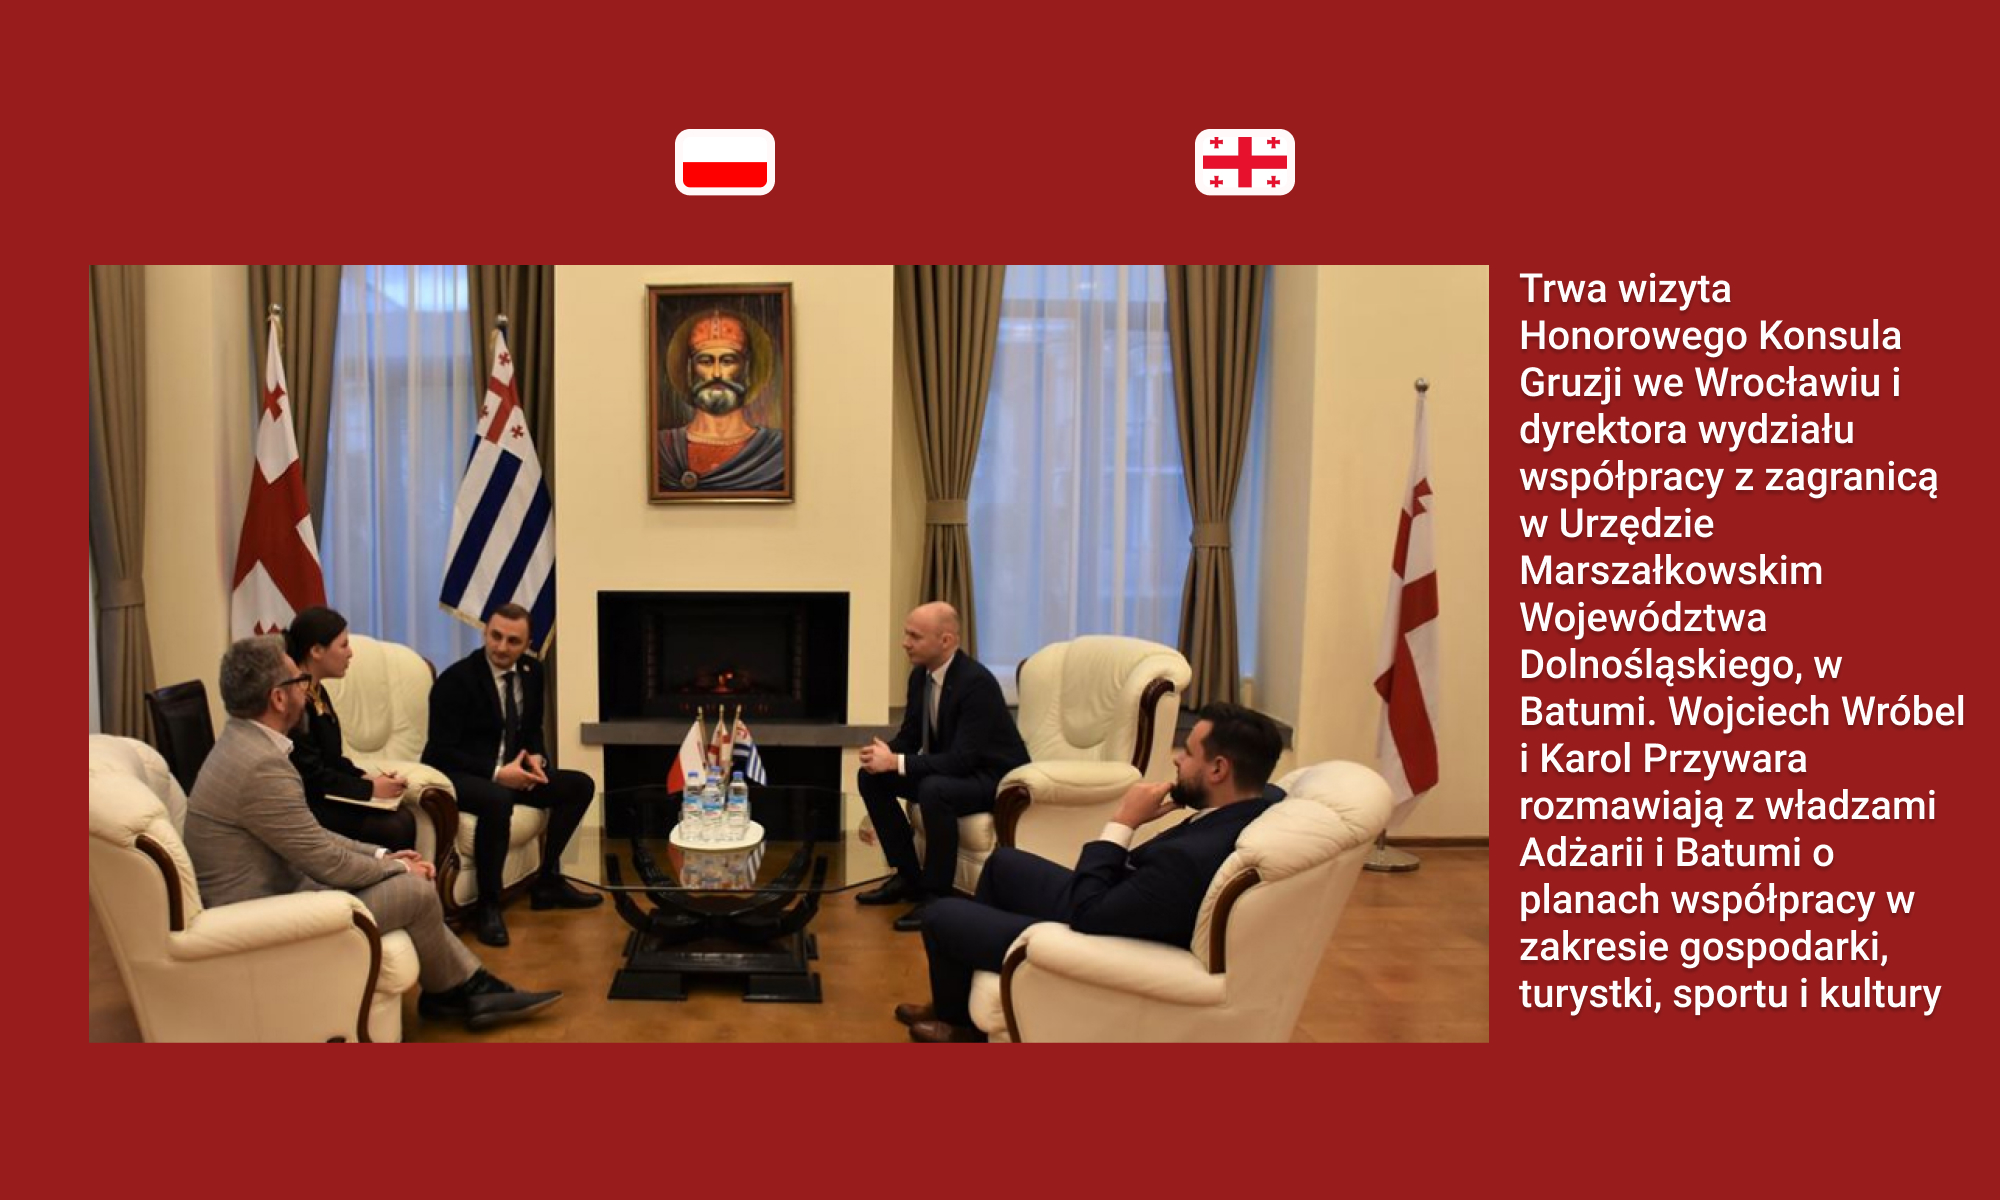 Trwa wizyta
Honorowego Konsula
Gruzji we Wrocławiu i
dyrektora wydziału
współpracy z zagranicą
w Urzędzie
Marszałkowskim
Województwa
Dolnośląskiego, w
Batumi. Wojciech Wróbel
i Karol Przywara
rozmawiają z władzami
Adżarii i Batumi o
planach współpracy w
zakresie gospodarki,
turystki, sportu i kultury